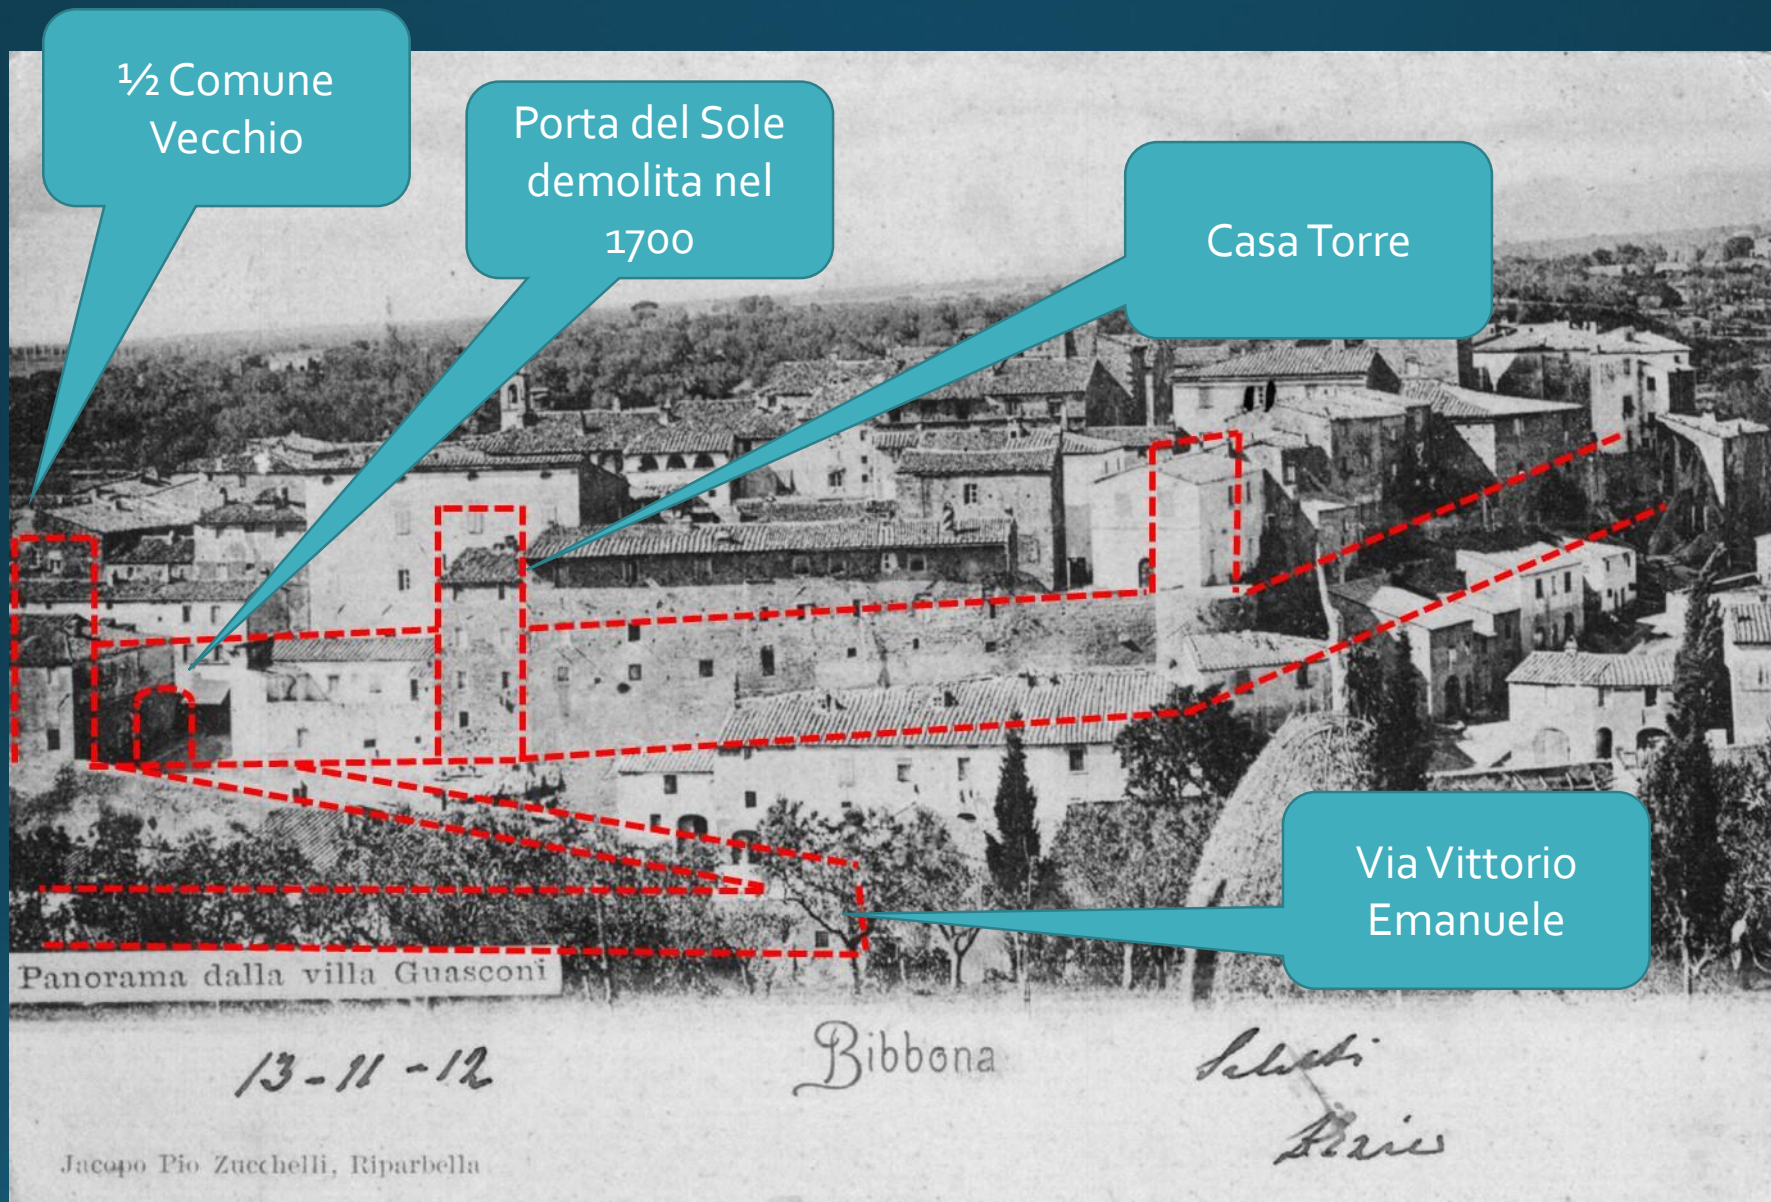 ½ Comune
Vecchio
Porta del Sole
demolita nel
1700
Casa Torre
Via Vittorio
Emanuele
Panorama dalla villa Guasconi
13-11-12
Bibbona
Saluti
Jacopo Pio Zucchelli, Riparbella